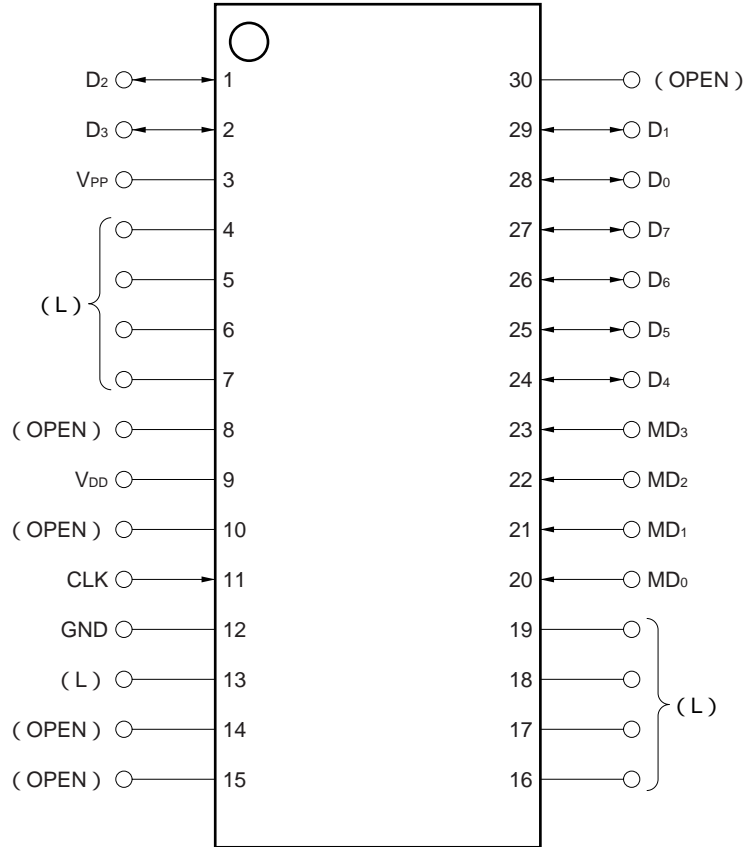 D2 1 30 ( OPEN )
D3 2 29 D1
VPP 3 28 D0
4 27 D7
5 26 D6
( L )
6 25 D5
7 24 D4
( OPEN ) 8 23 MD3
VDD 9 22 MD2
( OPEN ) 10 21 MD1
CLK 11 20 MD0
GND 12 19
( L ) 13 18
( L )
( OPEN ) 14 17
( OPEN ) 15 16